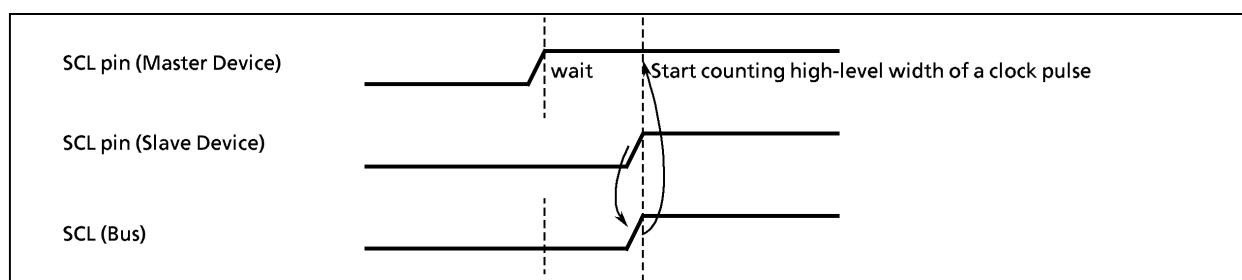 SCL pin (Master Device)
wait
Start counting high-level width of a clock pulse
SCL pin (Slave Device)
SCL (Bus)